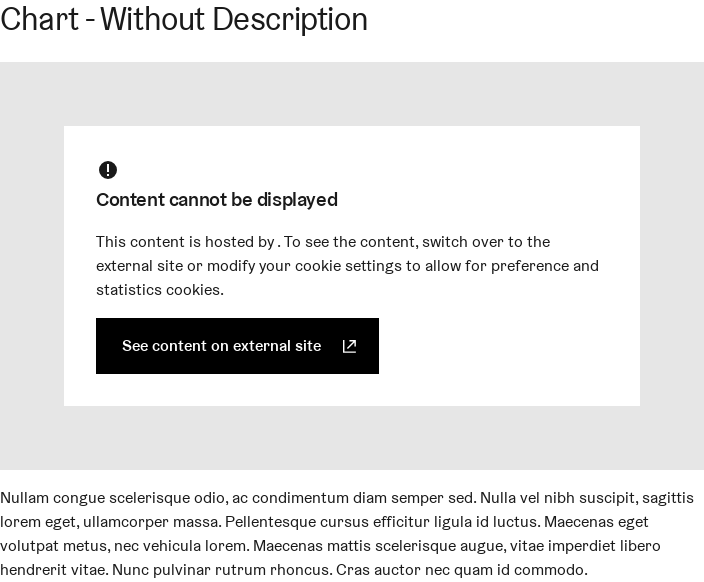 Chart - Without Description
Content cannot be displayed
This content is hosted by . To see the content, switch over to the
external site or modify your cookie settings to allow for preference and
statistics cookies.
See content on external site
Nullam congue scelerisque odio, ac condimentum diam semper sed. Nulla vel nibh suscipit, sagittis
lorem eget, ullamcorper massa. Pellentesque cursus efficitur ligula id luctus. Maecenas eget
volutpat metus, nec vehicula lorem. Maecenas mattis scelerisque augue, vitae imperdiet libero
hendrerit vitae. Nunc pulvinar rutrum rhoncus. Cras auctor nec quam id commodo.